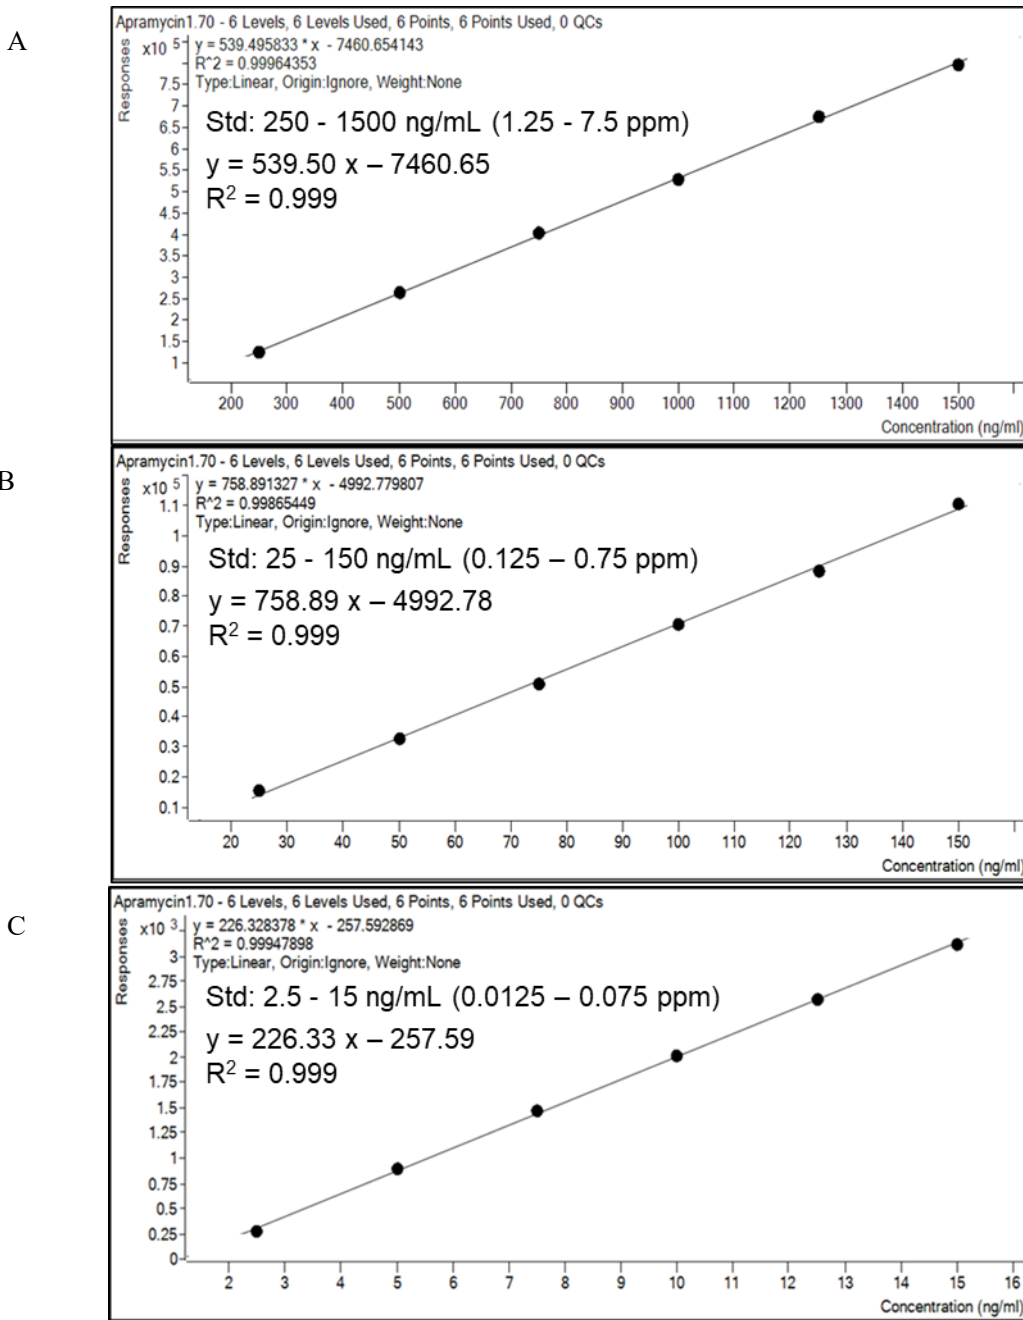 A
Apramycin1.70 - 6 Levels, 6 Levels Used, 6 Points, 6 Points Used, 0 QCs
Responses
x10 5
y = 539.495833 * x - 7460.654143
R^2 = 0.99964353
Type:Linear, Origin:Ignore, Weight:None
Std: 250 - 1500 ng/mL (1.25 - 7.5 ppm)
y = 539.50 x – 7460.65
R2 = 0.999
7.5
7
6.5
6
5.5
5
4.5
4
3.5
3
2.5
2
1.5
1
200 300 400 500 600 700 800 900 1000 1100 1200 1300 1400 1500
Concentration (ng/ml)
B
Apramycin1.70 - 6 Levels, 6 Levels Used, 6 Points, 6 Points Used, 0 QCs
Responses
x10 5
y = 758.891327 * x - 4992.779807
R^2 = 0.99865449
Type:Linear, Origin:Ignore, Weight:None
Std: 25 - 150 ng/mL (0.125 – 0.75 ppm)
y = 758.89 x – 4992.78
R2 = 0.999
1.1
1
0.9
0.8
0.7
0.6
0.5
0.4
0.3
0.2
0.1
20 30 40 50 60 70 80 90 100 110 120 130 140 150
Concentration (ng/ml)
C
Apramycin1.70 - 6 Levels, 6 Levels Used, 6 Points, 6 Points Used, 0 QCs
Responses
x10 3
y = 226.328378 * x - 257.592869
R^2 = 0.99947898
Type:Linear, Origin:Ignore, Weight:None
Std: 2.5 - 15 ng/mL (0.0125 – 0.075 ppm)
y = 226.33 x – 257.59
R2 = 0.999
3
2.75
2.5
2.25
2
1.75
1.5
1.25
1
0.75
0.5
0.25
0
2 3 4 5 6 7 8 9 10 11 12 13 14 15 16
Concentration (ng/ml)